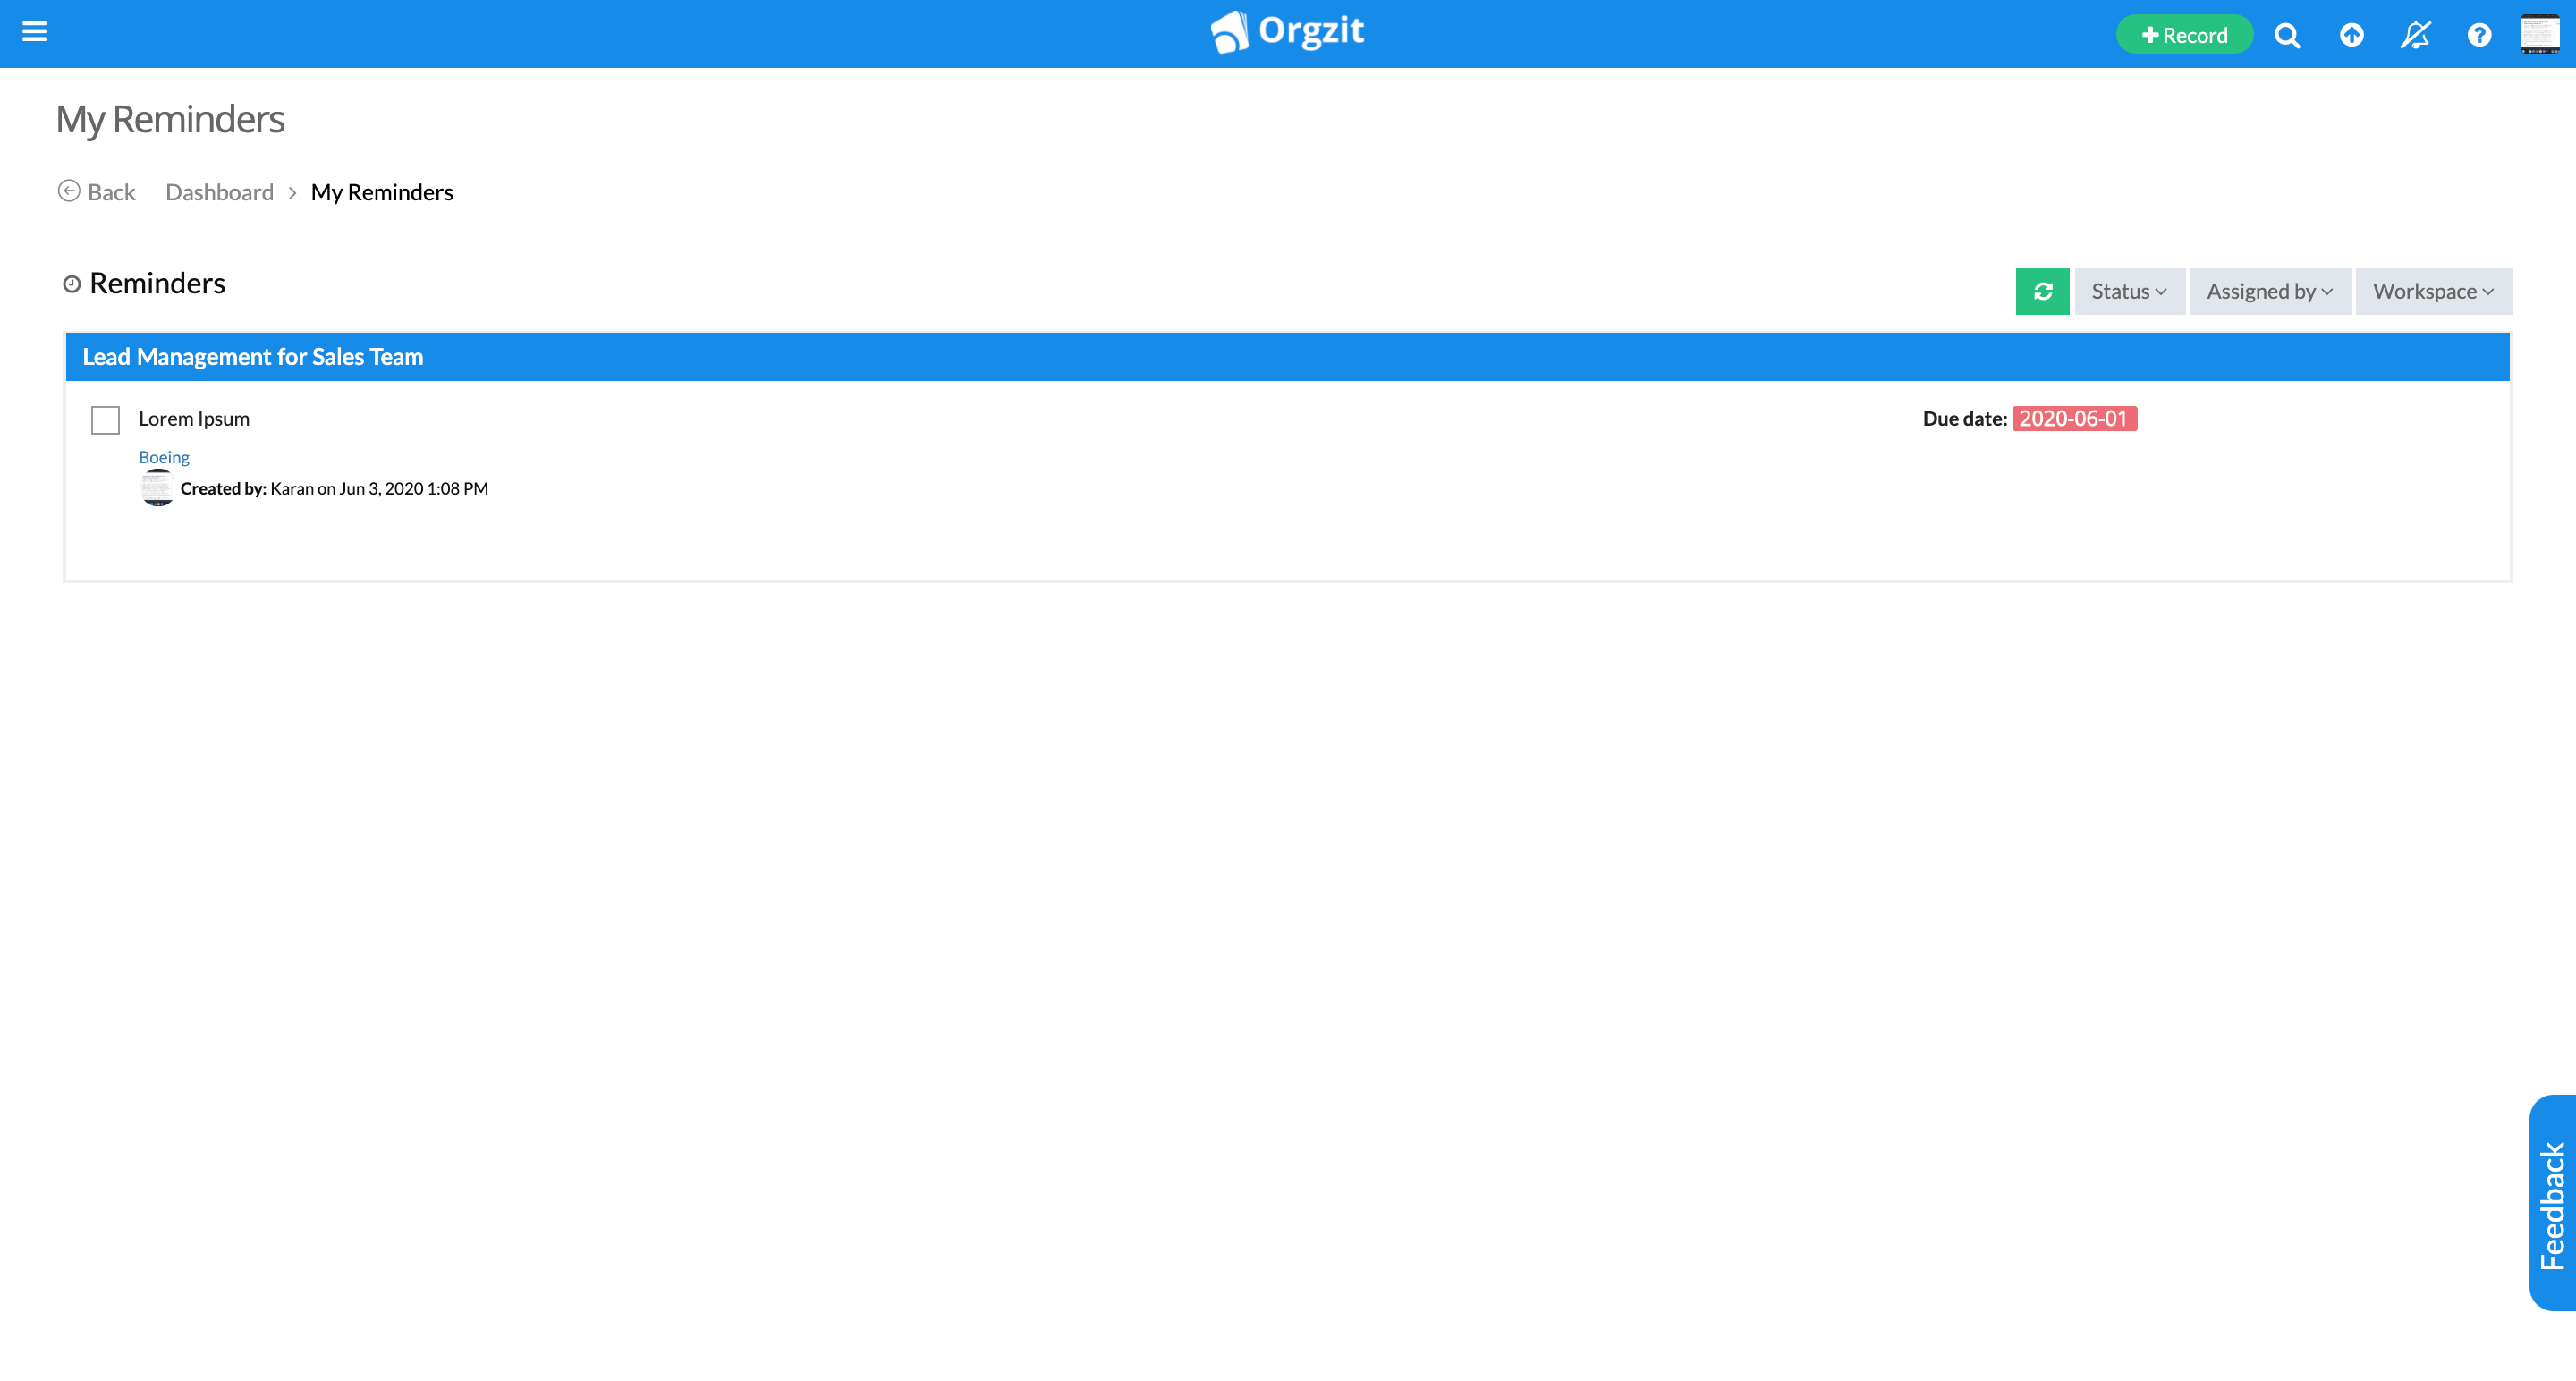 Orgzit
+ Record
My Reminders
Back Dashboard > My Reminders
Reminders
Status Assigned by Workspace
Lead Management for Sales Team
Lorem Ipsum Due date: 2020-06-01
Boeing
Created by: Karan on Jun 3, 2020 1:08 PM
Feedback